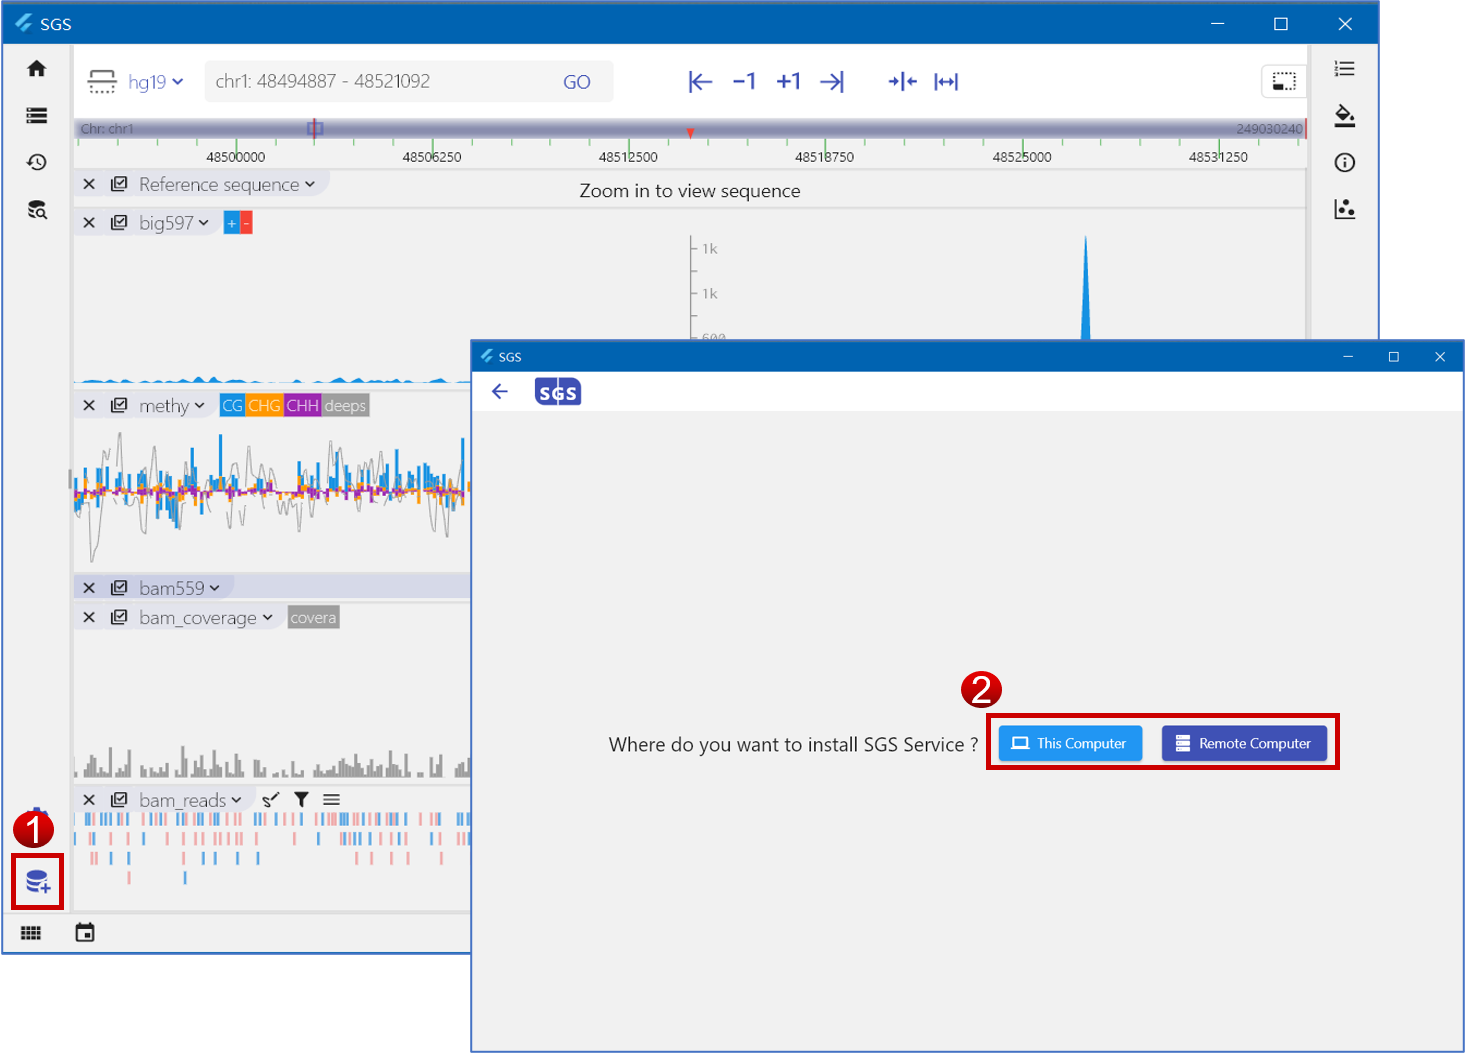 SGS
hg19
chr1: 48494887 - 48521092
GO
−1
+1
Chr: chr1
249030240
48500000
48506250
48512500
48518750
48525000
48531250
Reference sequence
Zoom in to view sequence
big597
+
-
1k
1k
600
SGS
SGS
methy
CG
CHG
CHH
deeps
bam559
bam_coverage
covera
2
Where do you want to install SGS Service ?
This Computer
Remote Computer
bam_reads
1